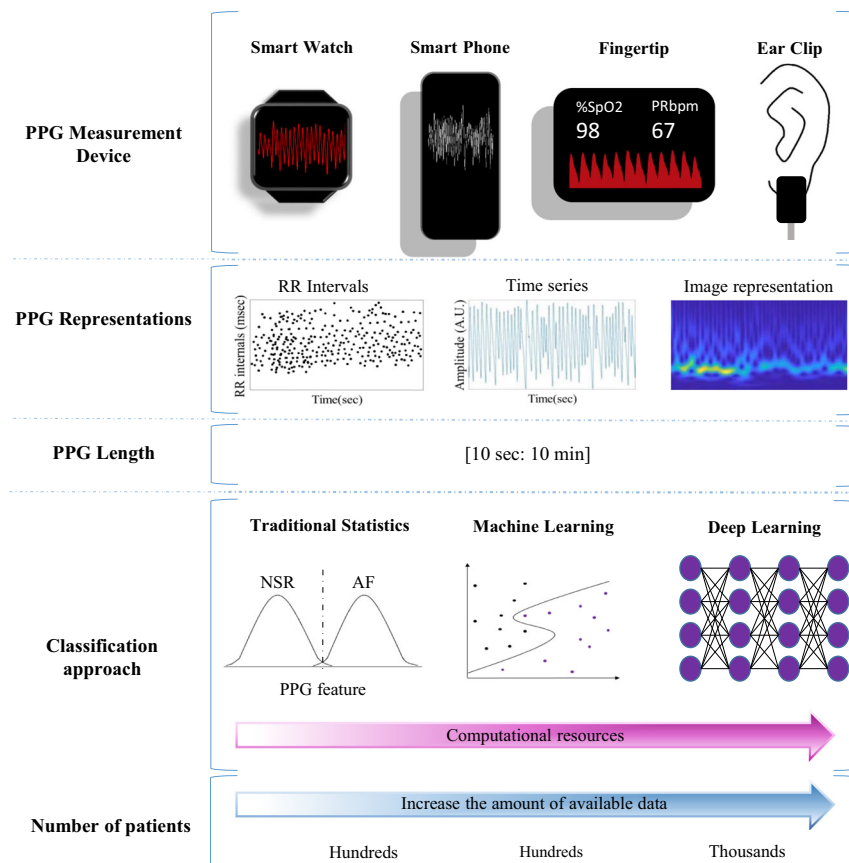 Smart Watch
Smart Phone
Fingertip
Ear Clip
PPG Measurement
Device
%SpO2
PRbpm
98
67
PPG Representations
RR Intervals
Time series
Image representation
RR internals (msec)
Time(sec)
Amplitude (A.U.)
Time(sec)
PPG Length
[10 sec: 10 min]
Classification
approach
Traditional Statistics
Machine Learning
Deep Learning
NSR
AF
PPG feature
Computational resources
Number of patients
Increase the amount of available data
Hundreds
Hundreds
Thousands